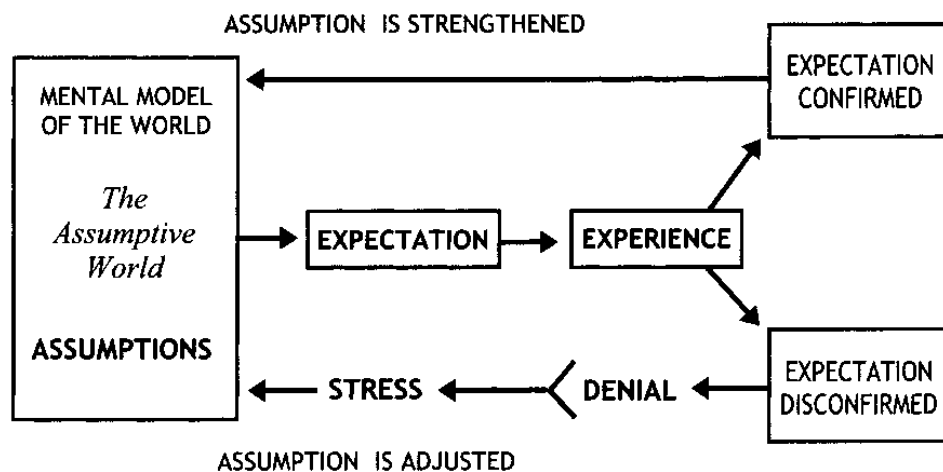 ASSUMPTION IS STRENGTHENED
MENTAL MODEL
OF THE WORLD
The
Assumptive
World
ASSUMPTIONS
EXPECTATION
EXPERIENCE
EXPECTATION
CONFIRMED
EXPECTATION
DISCONFIRMED
DENIAL
STRESS
ASSUMPTION IS ADJUSTED